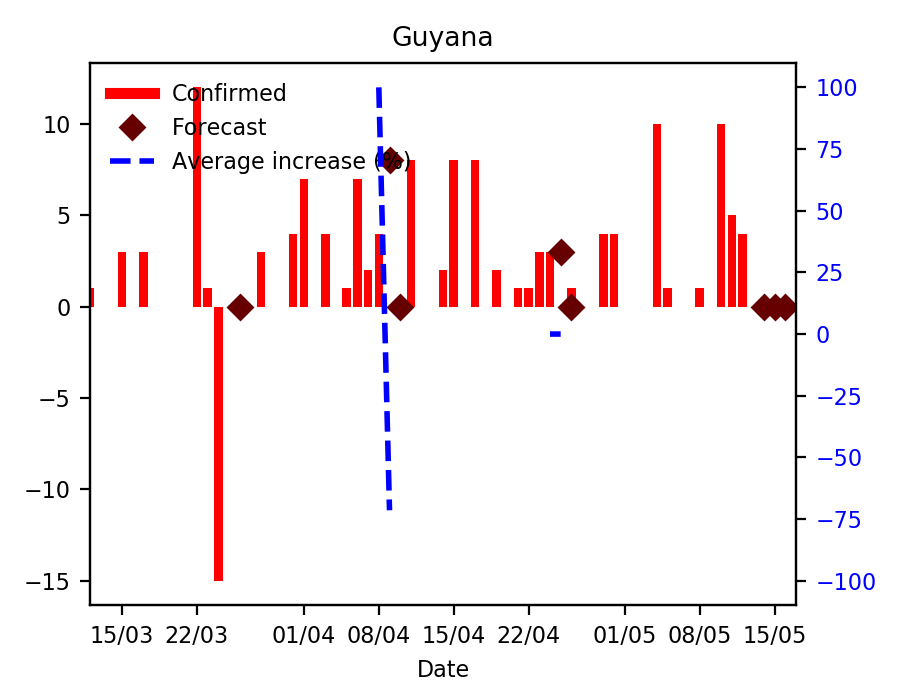 Guyana
Confirmed
Forecast
Average increase (%)
10
5
0
−5
−10
−15
100
75
50
25
0
−25
−50
−75
−100
15/03 22/03 01/04 08/04 15/04 22/04 01/05 08/05 15/05
Date